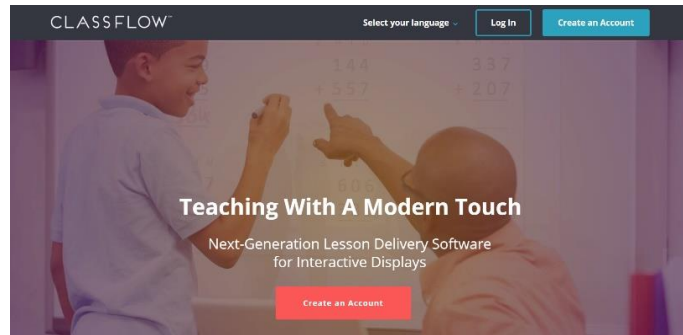 CLASSFLOW™
Select your language
Log In
Create an Account
144
+ 557
337
+ 207
Teaching With A Modern Touch
Next-Generation Lesson Delivery Software
for Interactive Displays
Create an Account